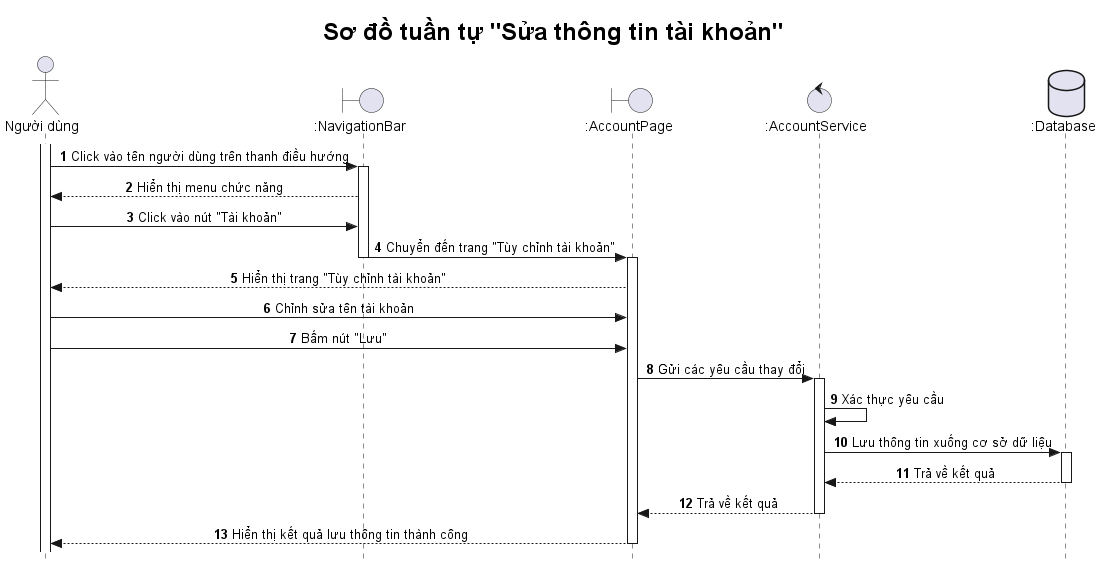 Sơ đồ tuần tự "Sửa thông tin tài khoản"
Người dùng
:NavigationBar
:AccountPage
:AccountService
:Database
1 Click vào tên người dùng trên thanh điều hướng
2 Hiển thị menu chức năng
3 Click vào nút "Tài khoản"
4 Chuyển đến trang "Tùy chỉnh tài khoản"
5 Hiển thị trang "Tùy chỉnh tài khoản"
6 Chỉnh sửa tên tài khoản
7 Bấm nút "Lưu"
8 Gửi các yêu cầu thay đổi
9 Xác thực yêu cầu
10 Lưu thông tin xuống cơ sở dữ liệu
11 Trả về kết quả
12 Trả về kết quả
13 Hiển thị kết quả lưu thông tin thành công